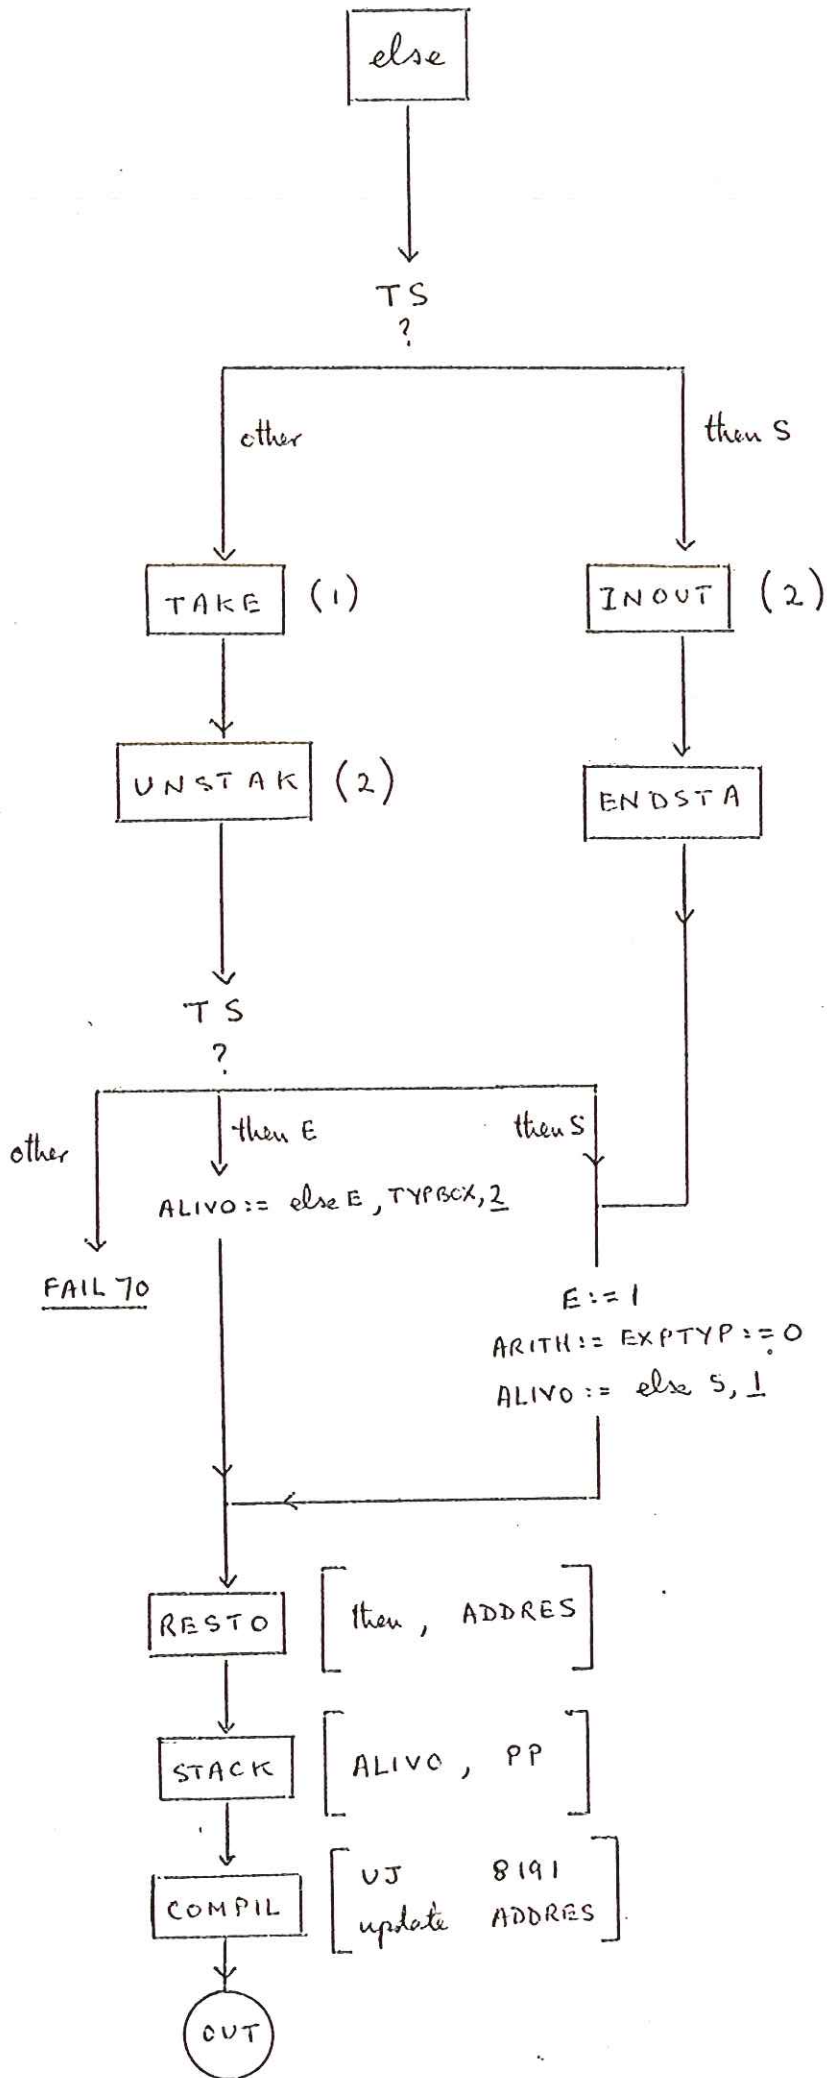 else
TS
?
other
then S
TAKE (1)
INOUT (2)
UNSTAK (2)
ENDSTA
TS
?
other
then E
then S
ALIVO := else E, TYPBOX, 2
FAIL 70
E := 1
ARITH := EXPTYP := 0
ALIVO := else S, 1
RESTO [then, ADDRES]
STACK [ALIVO, PP]
COMPIL [UJ 8191
update ADDRES]
OUT